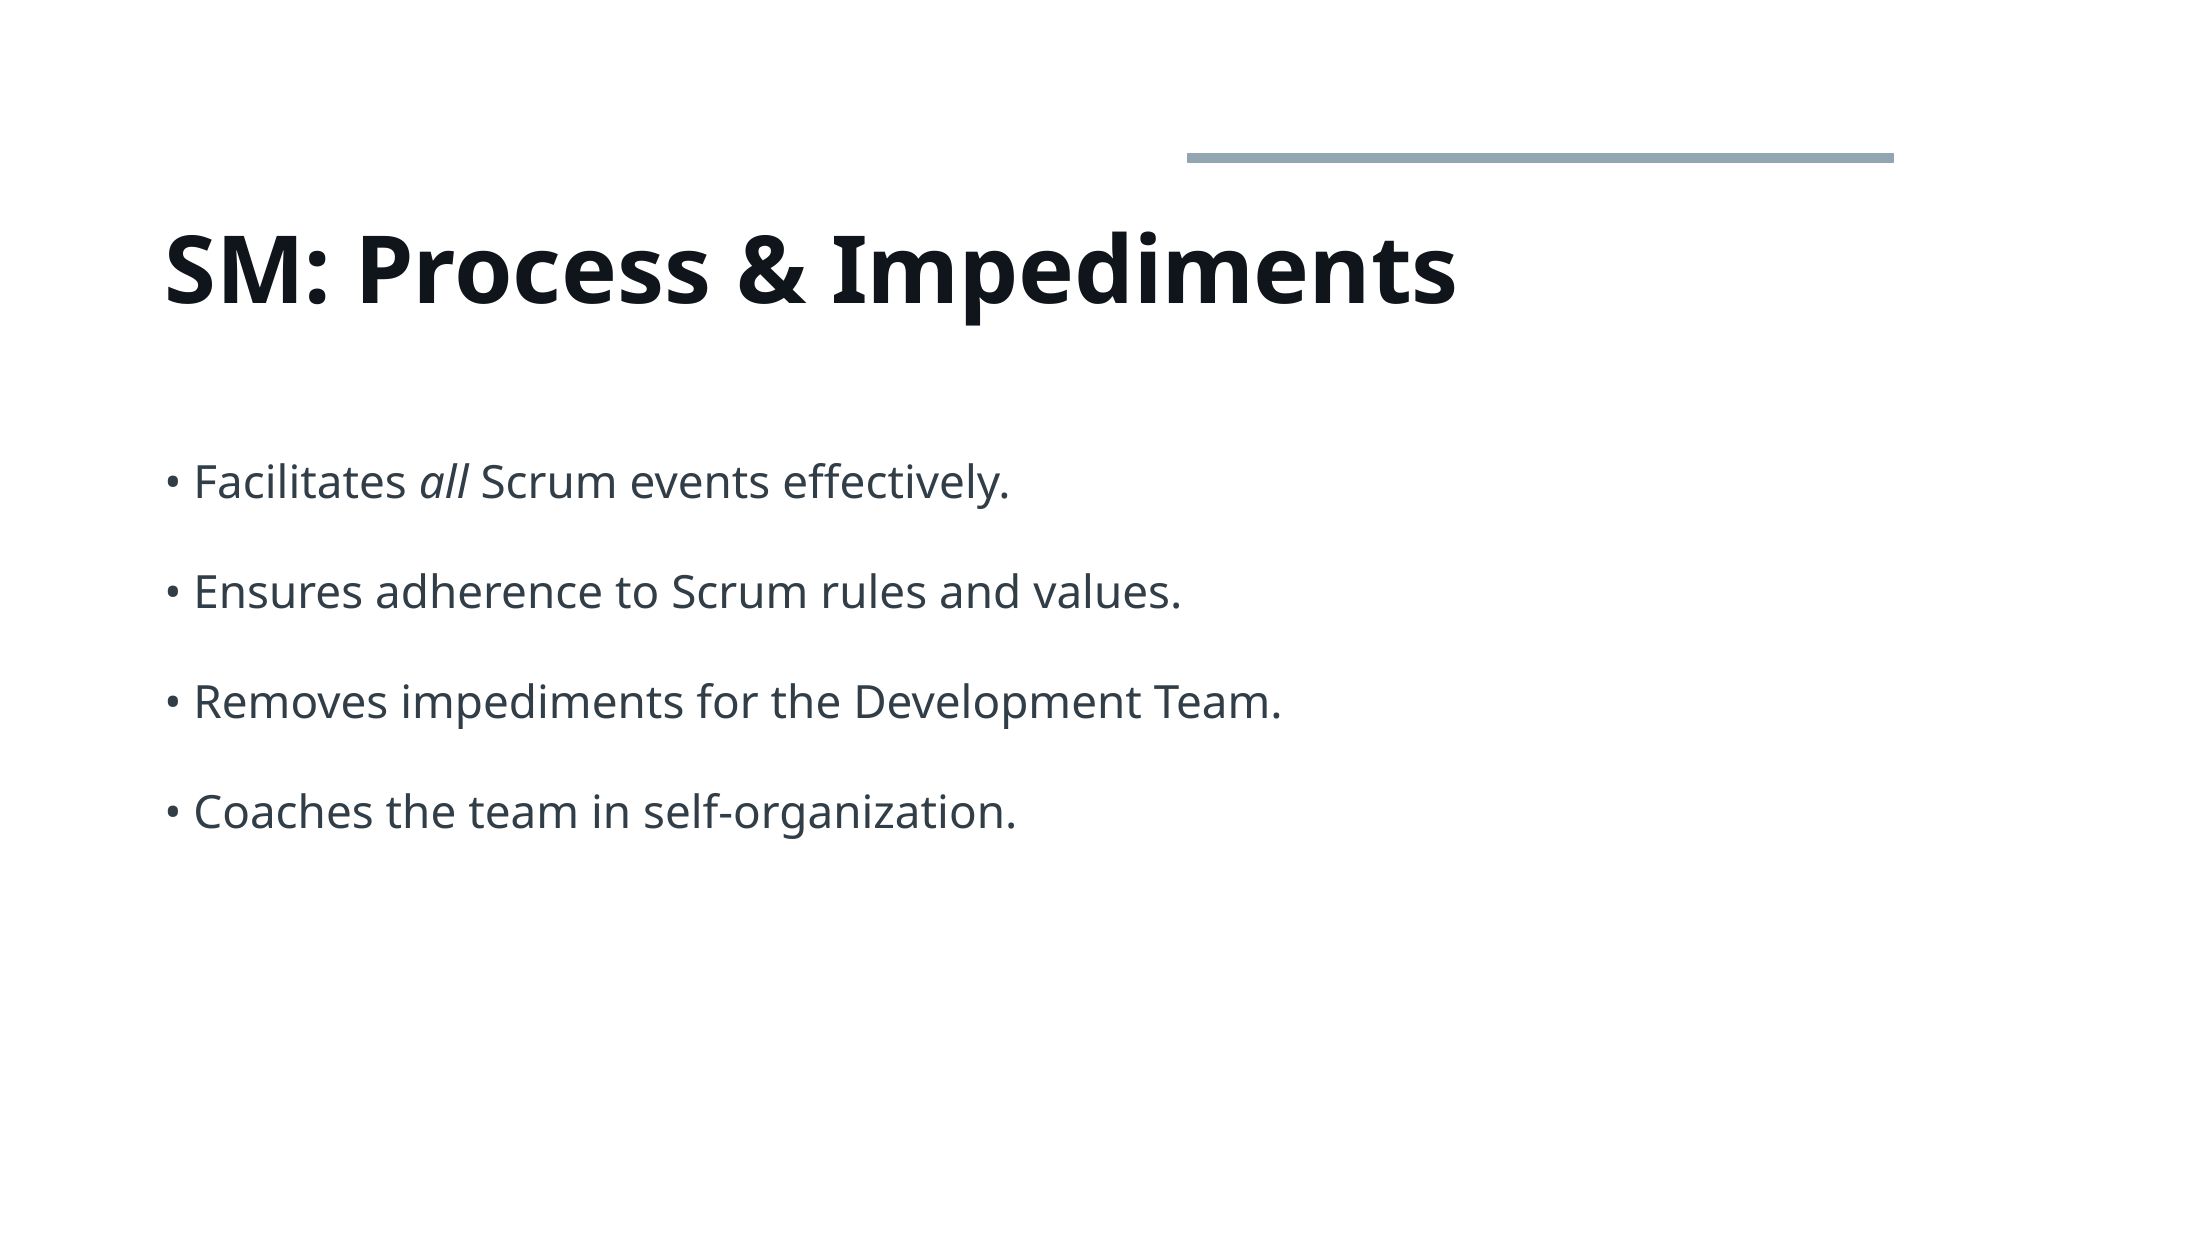 SM: Process & Impediments
• Facilitates all Scrum events effectively.
• Ensures adherence to Scrum rules and values.
• Removes impediments for the Development Team.
• Coaches the team in self-organization.